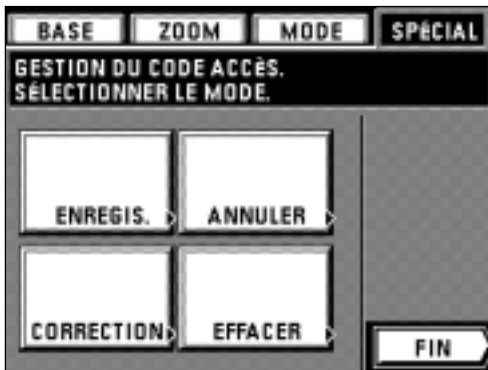 BASE ZOOM MODE SPÉCIAL
GESTION DU CODE ACCÈS.
SÉLECTIONNER LE MODE.
ENREGIS. ANNULER
CORRECTION EFFACER
FIN